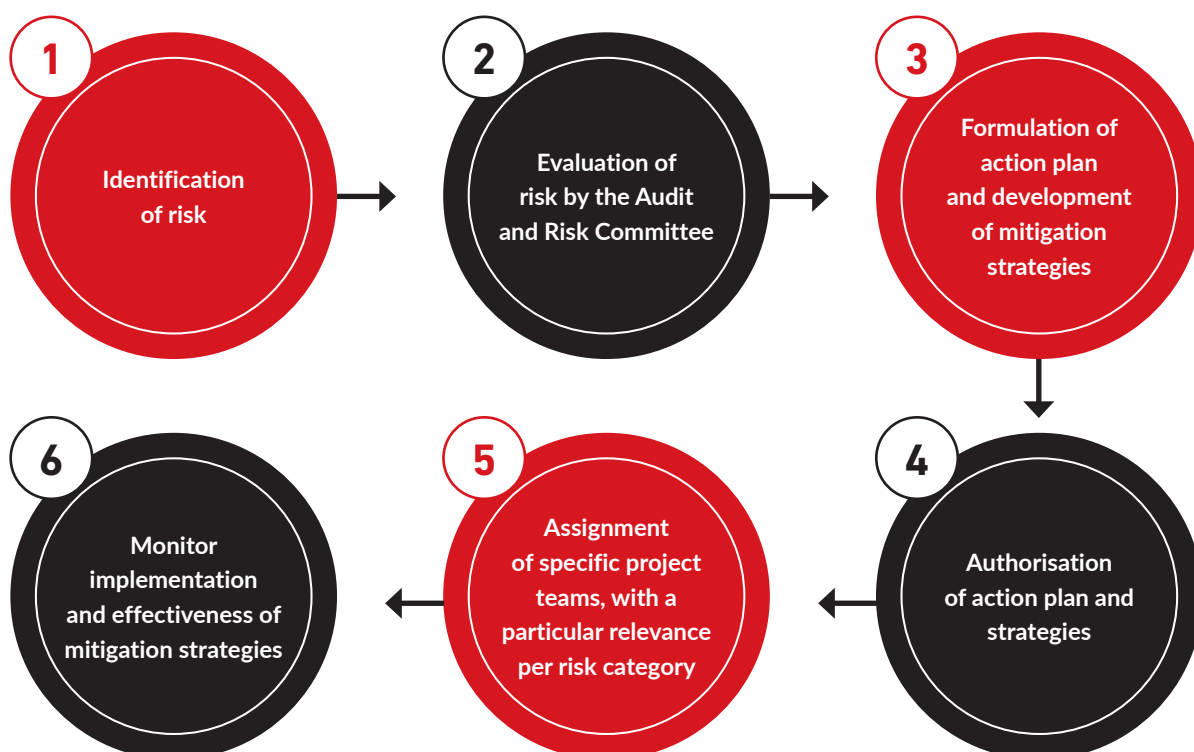 1
Identification
of risk
2
Evaluation of
risk by the Audit
and Risk Committee
3
Formulation of
action plan
and development
of mitigation
strategies
4
Authorisation
of action plan and
strategies
5
Assignment
of specific project
teams, with a
particular relevance
per risk category
6
Monitor
implementation
and effectiveness of
mitigation strategies